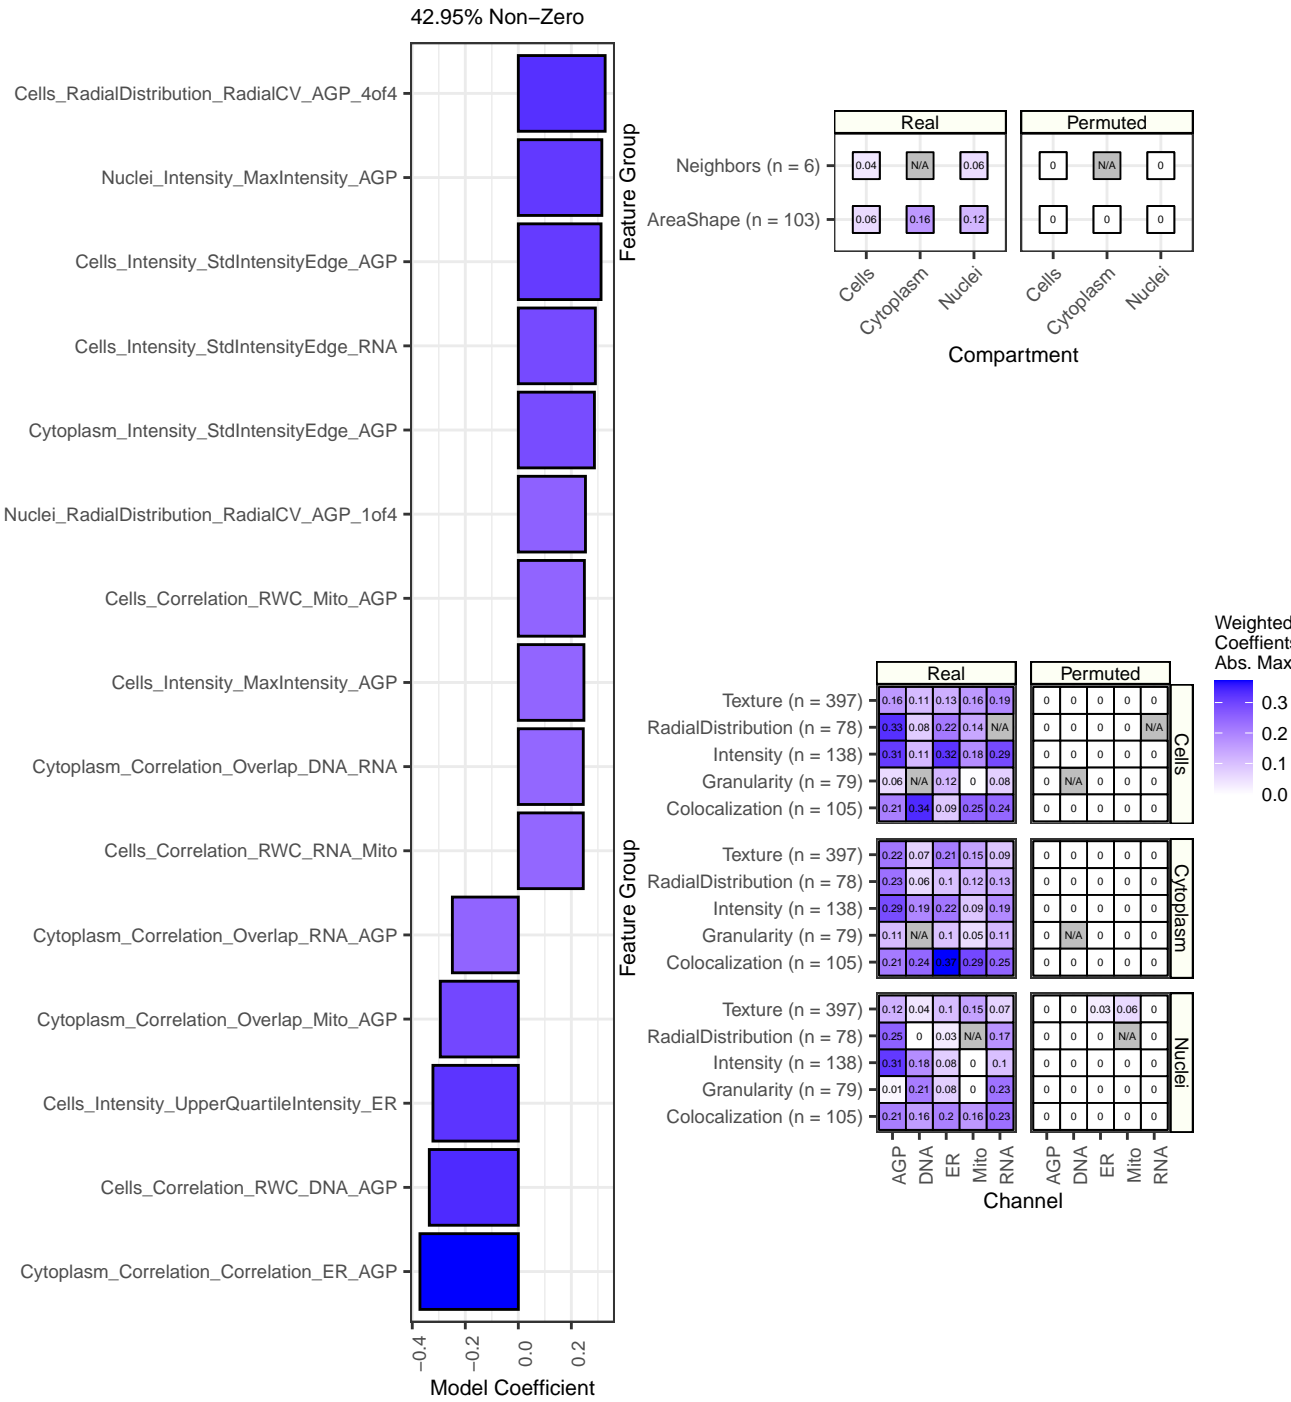 42.95% Non−Zero
Cells_RadialDistribution_RadialCV_AGP_4of4
Nuclei_Intensity_MaxIntensity_AGP
Cells_Intensity_StdIntensityEdge_AGP
Cells_Intensity_StdIntensityEdge_RNA
Cytoplasm_Intensity_StdIntensityEdge_AGP
Nuclei_RadialDistribution_RadialCV_AGP_1of4
Cells_Correlation_RWC_Mito_AGP
Cells_Intensity_MaxIntensity_AGP
Cytoplasm_Correlation_Overlap_DNA_RNA
Cells_Correlation_RWC_RNA_Mito
Cytoplasm_Correlation_Overlap_RNA_AGP
Cytoplasm_Correlation_Overlap_Mito_AGP
Cells_Intensity_UpperQuartileIntensity_ER
Cells_Correlation_RWC_DNA_AGP
Cytoplasm_Correlation_Correlation_ER_AGP
−0.4 −0.2 0.0 0.2
Model Coefficient
Feature Group
Real Permuted
Neighbors (n = 6) 0.04 N/A 0.06 0 N/A 0
AreaShape (n = 103) 0.06 0.16 0.12 0 0 0
Cells Cytoplasm Nuclei Cells Cytoplasm Nuclei
Compartment
Feature Group
Real Permuted
Texture (n = 397) 0.16 0.11 0.13 0.16 0.19 0 0 0 0 0
RadialDistribution (n = 78) 0.33 0.08 0.22 0.14 N/A 0 0 0 0 N/A
Intensity (n = 138) 0.31 0.11 0.32 0.18 0.29 0 0 0 0 0
Granularity (n = 79) 0.06 N/A 0.12 0 0.08 0 N/A 0 0 0
Colocalization (n = 105) 0.21 0.34 0.09 0.25 0.24 0 0 0 0 0
Cells
Texture (n = 397) 0.22 0.07 0.21 0.15 0.09 0 0 0 0 0
RadialDistribution (n = 78) 0.23 0.06 0.1 0.12 0.13 0 0 0 0 0
Intensity (n = 138) 0.29 0.19 0.22 0.09 0.19 0 0 0 0 0
Granularity (n = 79) 0.11 N/A 0.1 0.05 0.11 0 N/A 0 0 0
Colocalization (n = 105) 0.21 0.24 0.37 0.29 0.25 0 0 0 0 0
Cytoplasm
Texture (n = 397) 0.12 0.04 0.1 0.15 0.07 0 0 0.03 0.06 0
RadialDistribution (n = 78) 0.25 0 0.03 N/A 0.17 0 0 0 N/A 0
Intensity (n = 138) 0.31 0.18 0.08 0 0.1 0 0 0 0 0
Granularity (n = 79) 0.01 0.21 0.08 0 0.23 0 0 0 0 0
Colocalization (n = 105) 0.21 0.16 0.2 0.16 0.23 0 0 0 0 0
Nuclei
AGP DNA ER Mito RNA AGP DNA ER Mito RNA
Channel
Weighted
Coeffients
Abs. Max
0.3
0.2
0.1
0.0